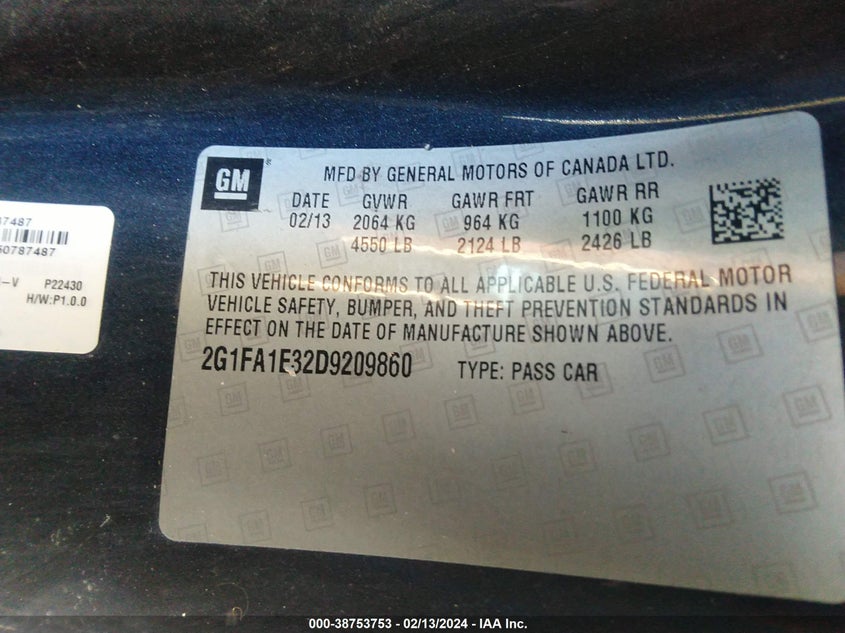 GM
MFD BY GENERAL MOTORS OF CANADA LTD.
DATE GVWR GAWR FRT GAWR RR
02/13 2064 KG 964 KG 1100 KG
4550 LB 2124 LB 2426 LB
THIS VEHICLE CONFORMS TO ALL APPLICABLE U.S. FEDERAL MOTOR
VEHICLE SAFETY, BUMPER, AND THEFT PREVENTION STANDARDS IN
EFFECT ON THE DATE OF MANUFACTURE SHOWN ABOVE.
2G1FA1E32D9209860 TYPE: PASS CAR
7487
50787487
-V P22430
H/W:P1.0.0
000-38753753 - 02/13/2024 - IAA Inc.